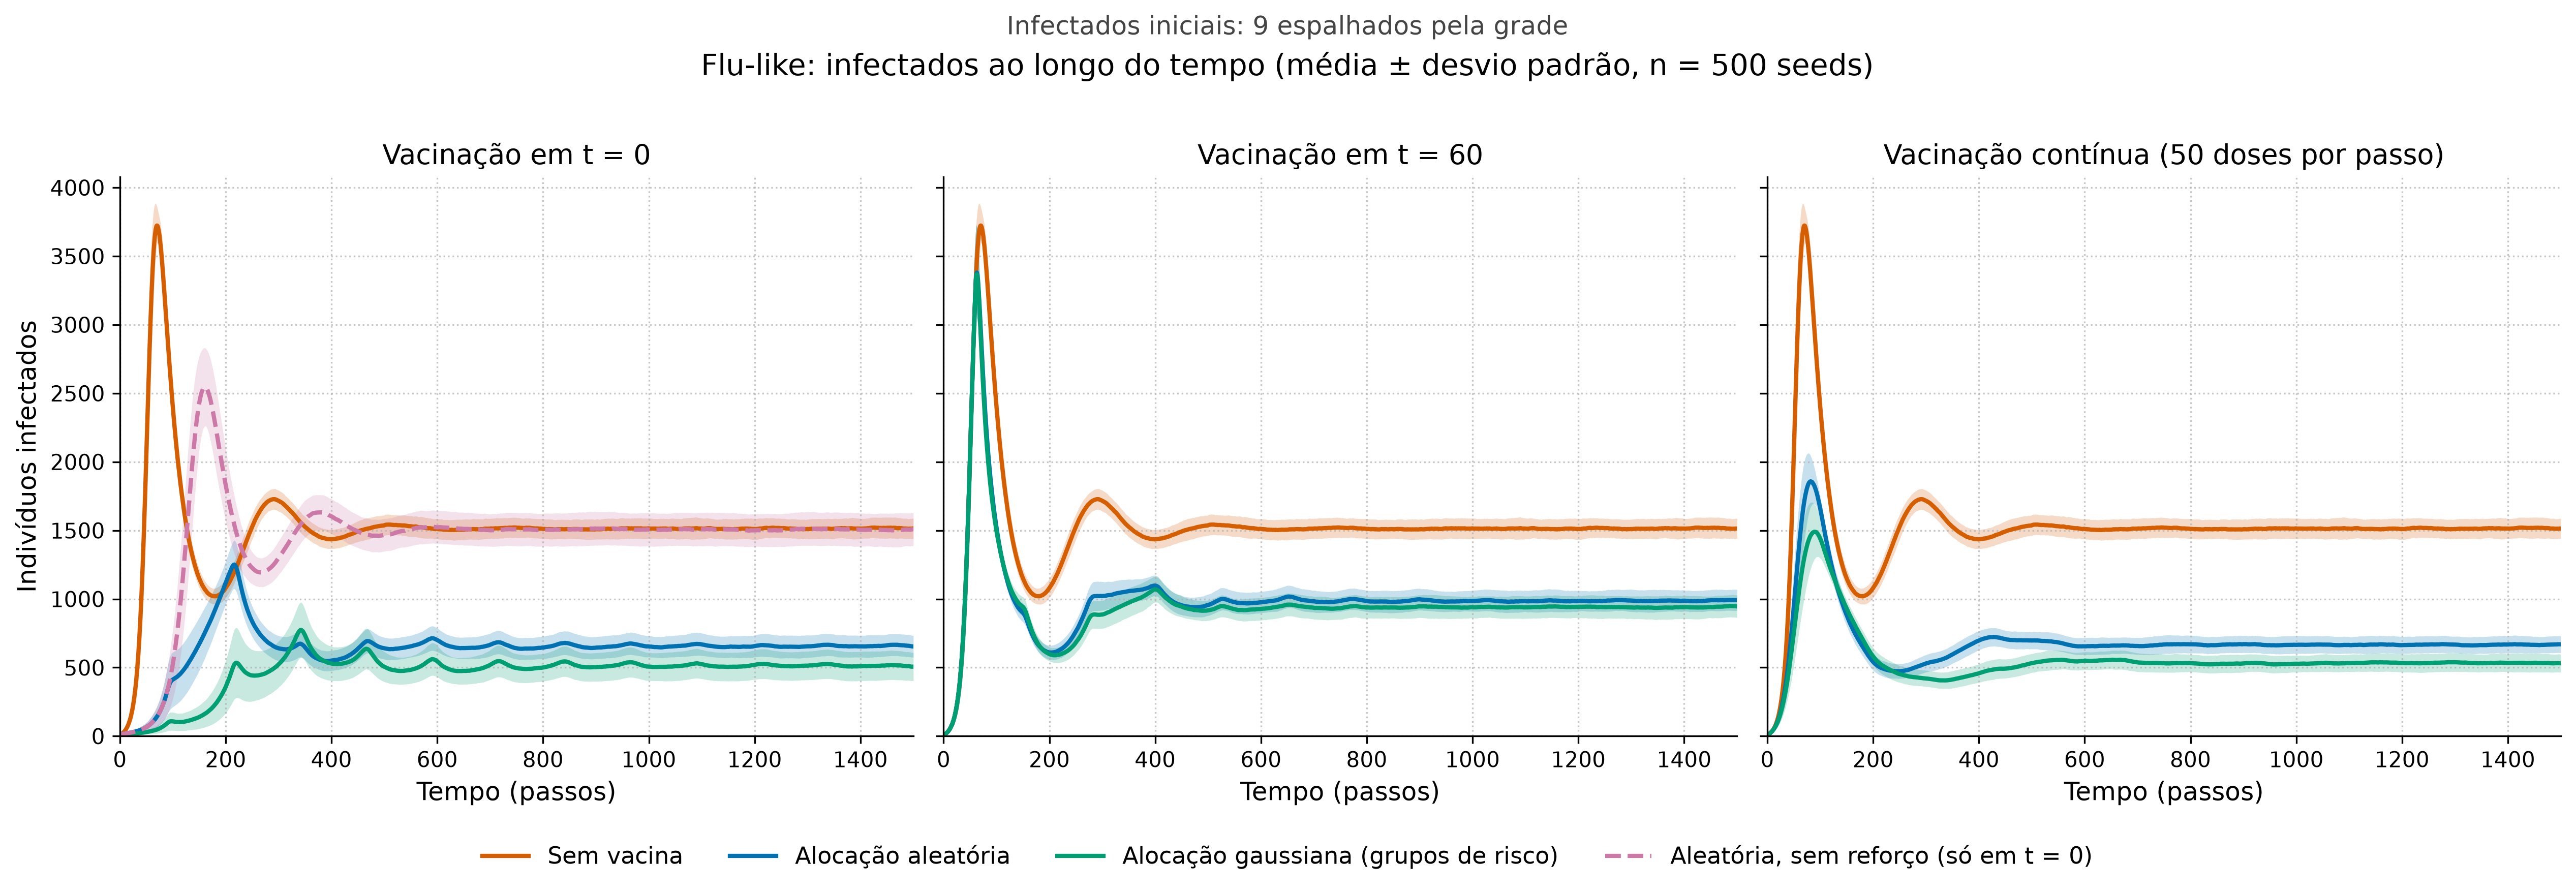 Infectados iniciais: 9 espalhados pela grade
Flu-like: infectados ao longo do tempo (média ± desvio padrão, n = 500 seeds)
Vacinação em t = 0
Vacinação em t = 60
Vacinação contínua (50 doses por passo)
Indivíduos infectados
4000
3500
3000
2500
2000
1500
1000
500
0
0 200 400 600 800 1000 1200 1400
0 200 400 600 800 1000 1200 1400
0 200 400 600 800 1000 1200 1400
Tempo (passos)
Tempo (passos)
Tempo (passos)
Sem vacina
Alocação aleatória
Alocação gaussiana (grupos de risco)
Aleatória, sem reforço (só em t = 0)